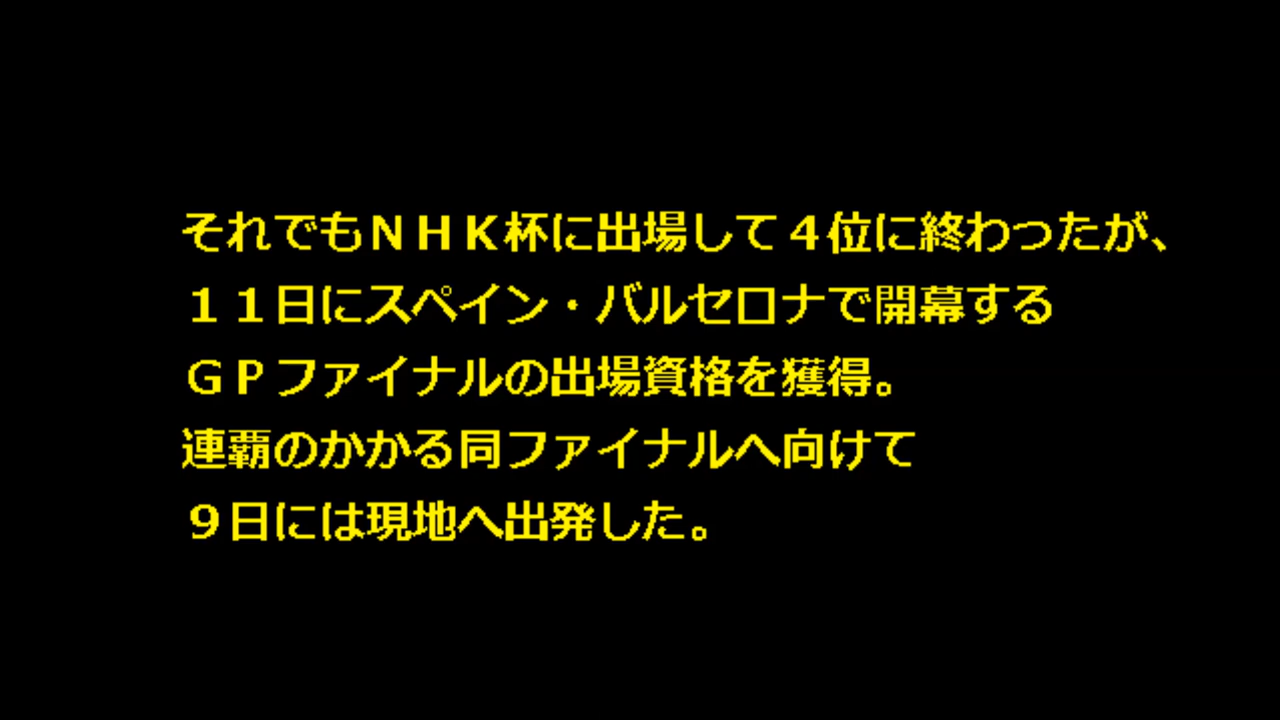 それでもＮＨＫ杯に出場して４位に終わったが、
１１日にスペイン・バルセロナで開幕する
ＧＰファイナルの出場資格を獲得。
連覇のかかる同ファイナルへ向けて
９日には現地へ出発した。